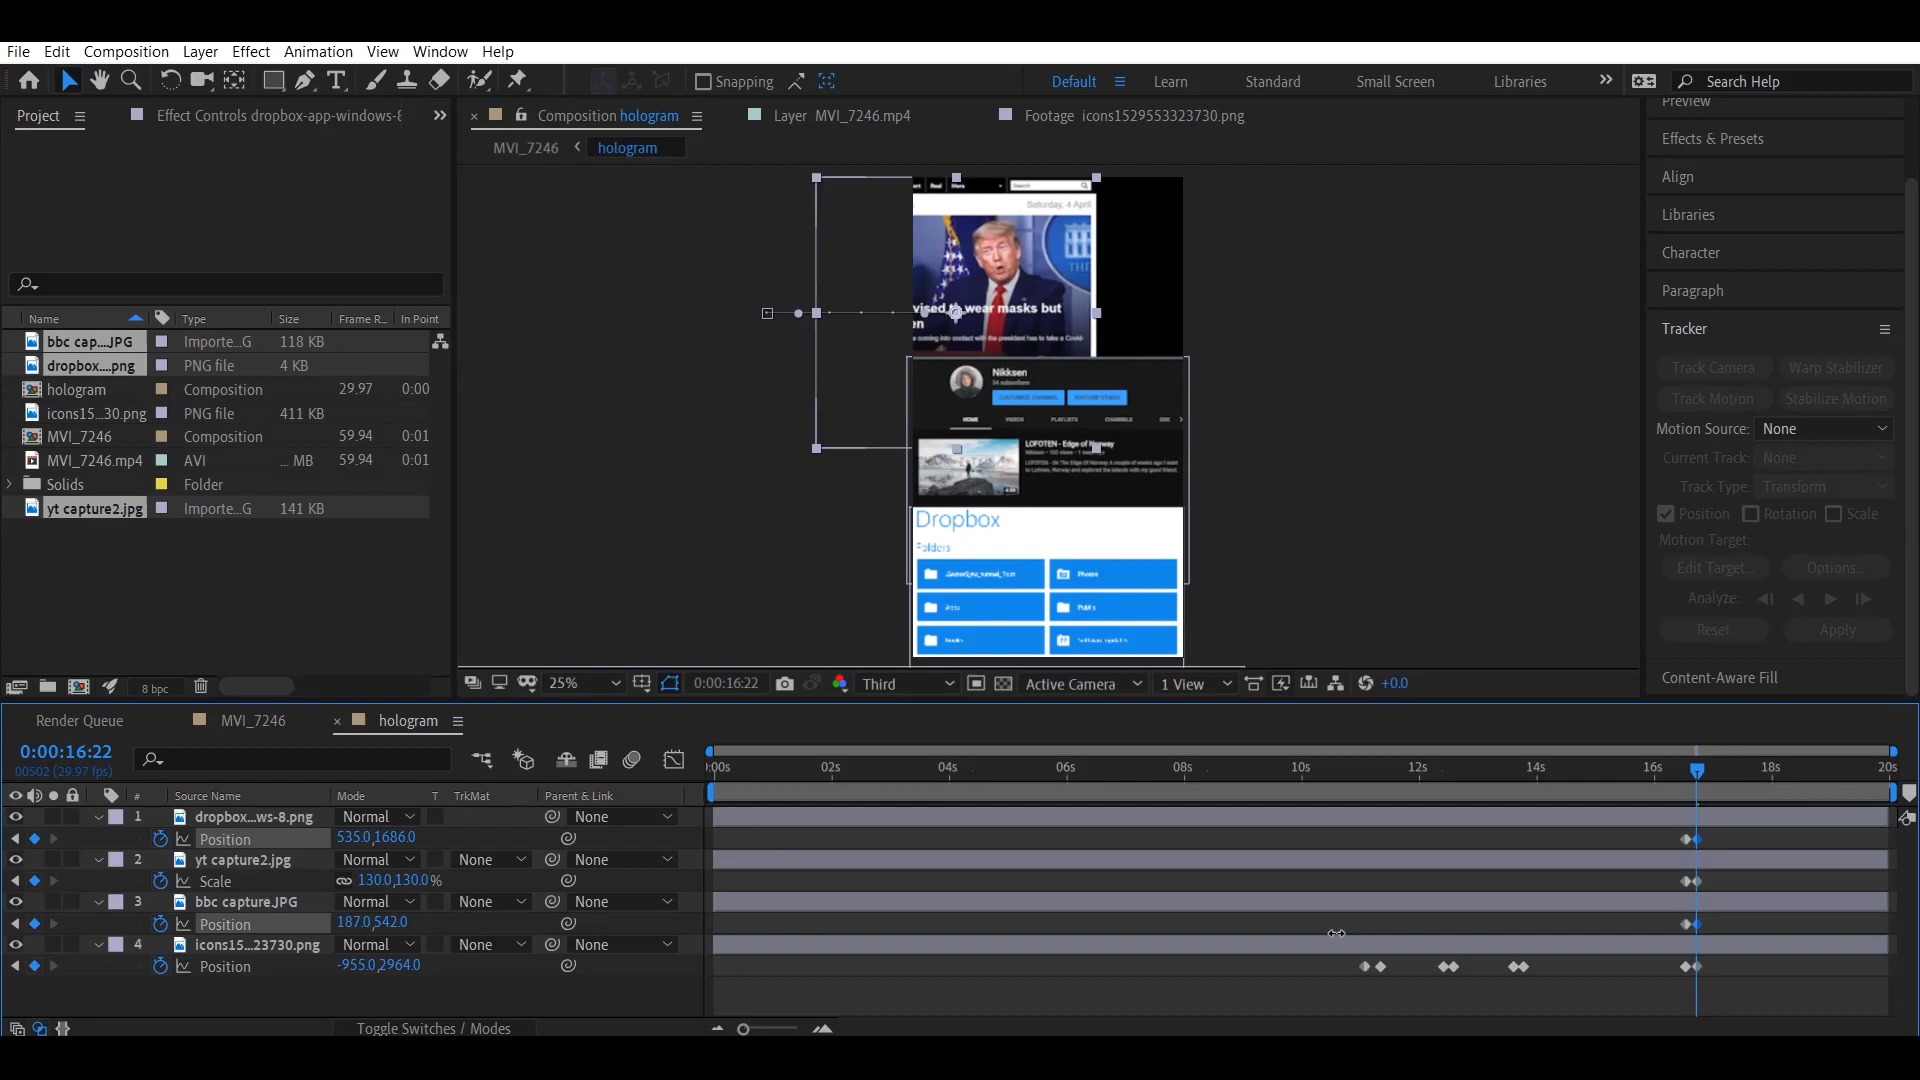 File Edit Composition Layer Effect Animation View Window Help
Snapping Default Learn Standard Small Screen Libraries Search Help
Project Effect Controls dropbox-app-windows-8
Composition hologram Layer MVI_7246.mp4 Footage icons1529553323730.png
MVI_7246 hologram
Name Type Size Frame R... In Point
bbc cap....JPG Importe...G 118 KB
dropbox....png PNG file 4 KB
hologram Composition 29.97 0:00
icons15...30.png PNG file 411 KB
MVI_7246 Composition 59.94 0:01
MVI_7246.mp4 AVI ... MB 59.94 0:01
Solids Folder
yt capture2.jpg Importe...G 141 KB
8 bpc
Reel More Search
Saturday, 4 April
THE
vised to wear masks but
en
coming into contact with the president has to take a Covid-
Nikksen
34 subscribers
CUSTOMIZE CHANNEL YOUTUBE STUDIO
HOME VIDEOS PLAYLISTS CHANNELS
LOFOTEN - Edge of Norway
Dropbox
Folders
Photos
Apps Public
25% 0:00:16:22 Third Active Camera 1 View +0.0
Preview
Effects & Presets
Align
Libraries
Character
Paragraph
Tracker
Track Camera Warp Stabilizer
Track Motion Stabilize Motion
Motion Source: None
Current Track: None
Track Type: Transform
Position Rotation Scale
Motion Target:
Edit Target... Options...
Analyze:
Reset Apply
Content-Aware Fill
Render Queue MVI_7246 hologram
0:00:16:22
00502 (29.97 fps)
:00s 02s 04s 06s 08s 10s 12s 14s 16s 18s 20s
# Source Name Mode T TrkMat Parent & Link
1 dropbox...ws-8.png Normal None
Position 535.0,1686.0
2 yt capture2.jpg Normal None None
Scale 130.0,130.0%
3 bbc capture.JPG Normal None None
Position 187.0,542.0
4 icons15...23730.png Normal None None
Position -955.0,2964.0
Toggle Switches / Modes